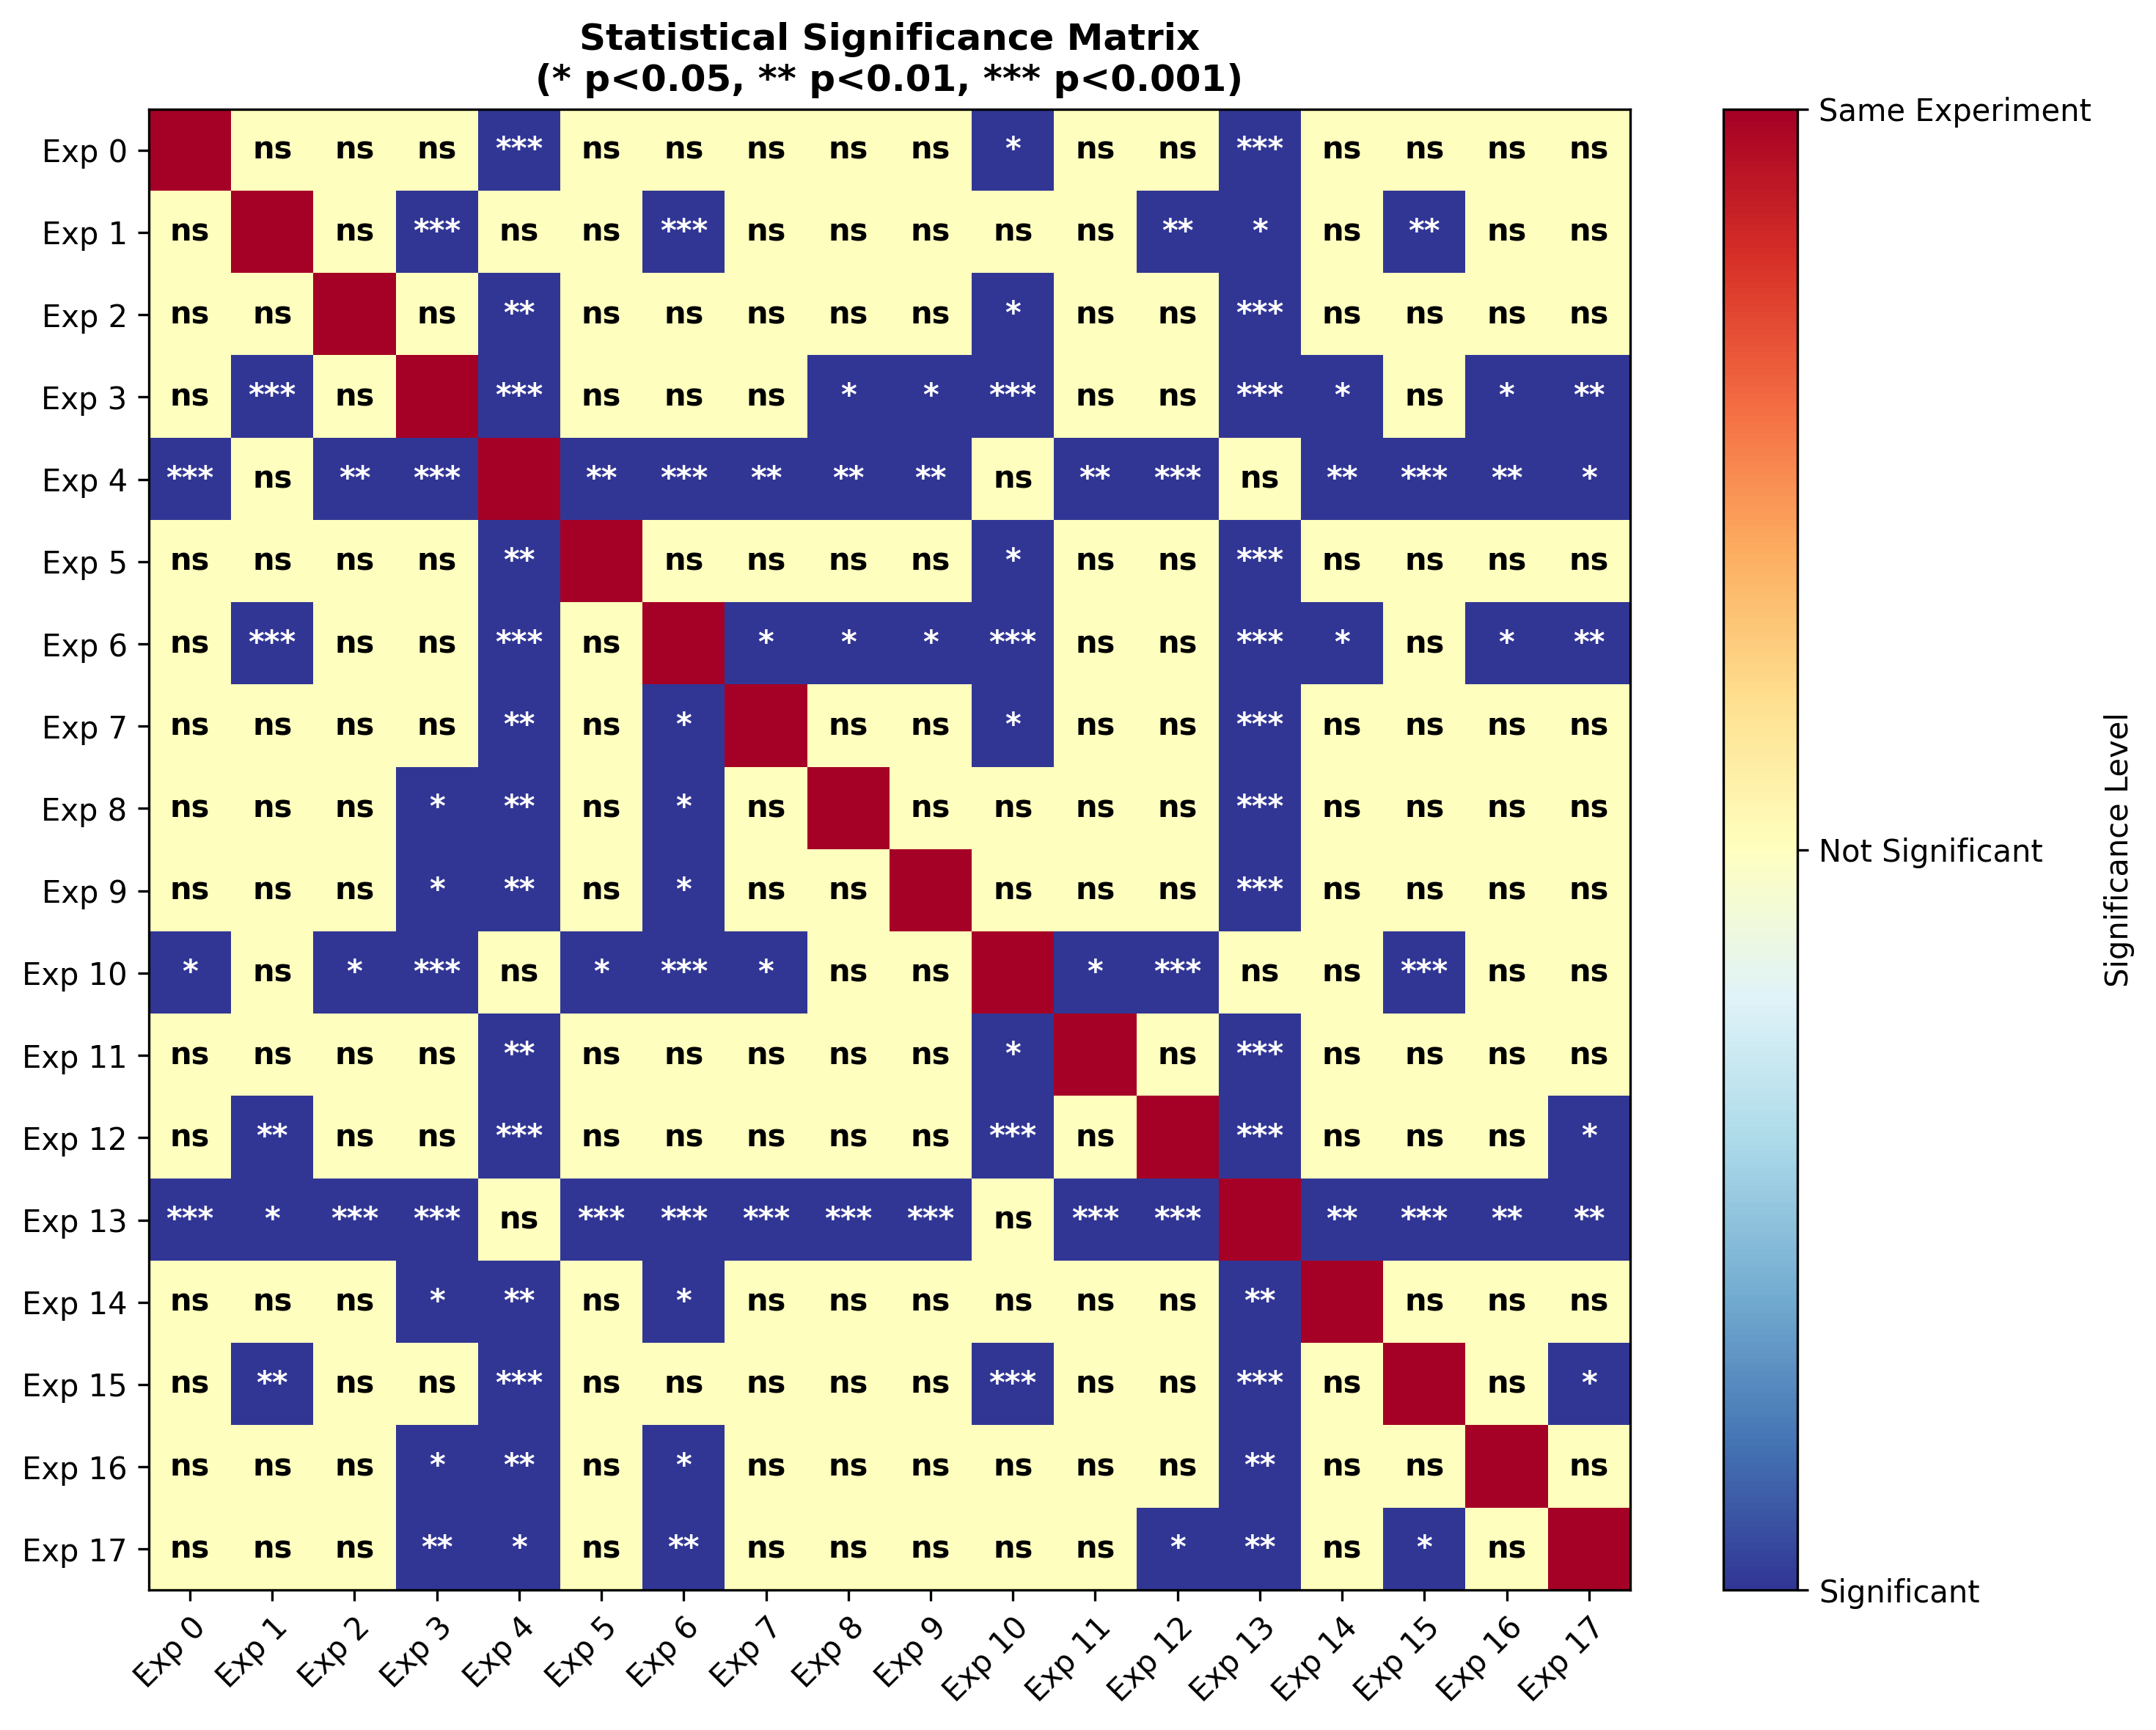 Statistical Significance Matrix
(* p<0.05, ** p<0.01, *** p<0.001)
Exp 0 ns ns ns *** ns ns ns ns ns * ns ns *** ns ns ns ns
Exp 1 ns ns *** ns ns *** ns ns ns ns ns ** * ns ** ns ns
Exp 2 ns ns ns ** ns ns ns ns ns * ns ns *** ns ns ns ns
Exp 3 ns *** ns *** ns ns ns * * *** ns ns *** * ns * **
Exp 4 *** ns ** *** ** *** ** ** ** ns ** *** ns ** *** ** *
Exp 5 ns ns ns ns ** ns ns ns ns * ns ns *** ns ns ns ns
Exp 6 ns *** ns ns *** ns * * * *** ns ns *** * ns * **
Exp 7 ns ns ns ns ** ns * ns ns * ns ns *** ns ns ns ns
Exp 8 ns ns ns * ** ns * ns ns ns ns ns *** ns ns ns ns
Exp 9 ns ns ns * ** ns * ns ns ns ns ns *** ns ns ns ns
Exp 10 * ns * *** ns * *** * ns ns * *** ns ns *** ns ns
Exp 11 ns ns ns ns ** ns ns ns ns ns * ns *** ns ns ns ns
Exp 12 ns ** ns ns *** ns ns ns ns ns *** ns *** ns ns ns *
Exp 13 *** * *** *** ns *** *** *** *** *** ns *** *** ** *** ** **
Exp 14 ns ns ns * ** ns * ns ns ns ns ns ns ** ns ns ns
Exp 15 ns ** ns ns *** ns ns ns ns ns *** ns ns *** ns ns *
Exp 16 ns ns ns * ** ns * ns ns ns ns ns ns ** ns ns ns
Exp 17 ns ns ns ** * ns ** ns ns ns ns ns * ** ns * ns
Exp 0 Exp 1 Exp 2 Exp 3 Exp 4 Exp 5 Exp 6 Exp 7 Exp 8 Exp 9 Exp 10 Exp 11 Exp 12 Exp 13 Exp 14 Exp 15 Exp 16 Exp 17
Same Experiment
Not Significant
Significant
Significance Level